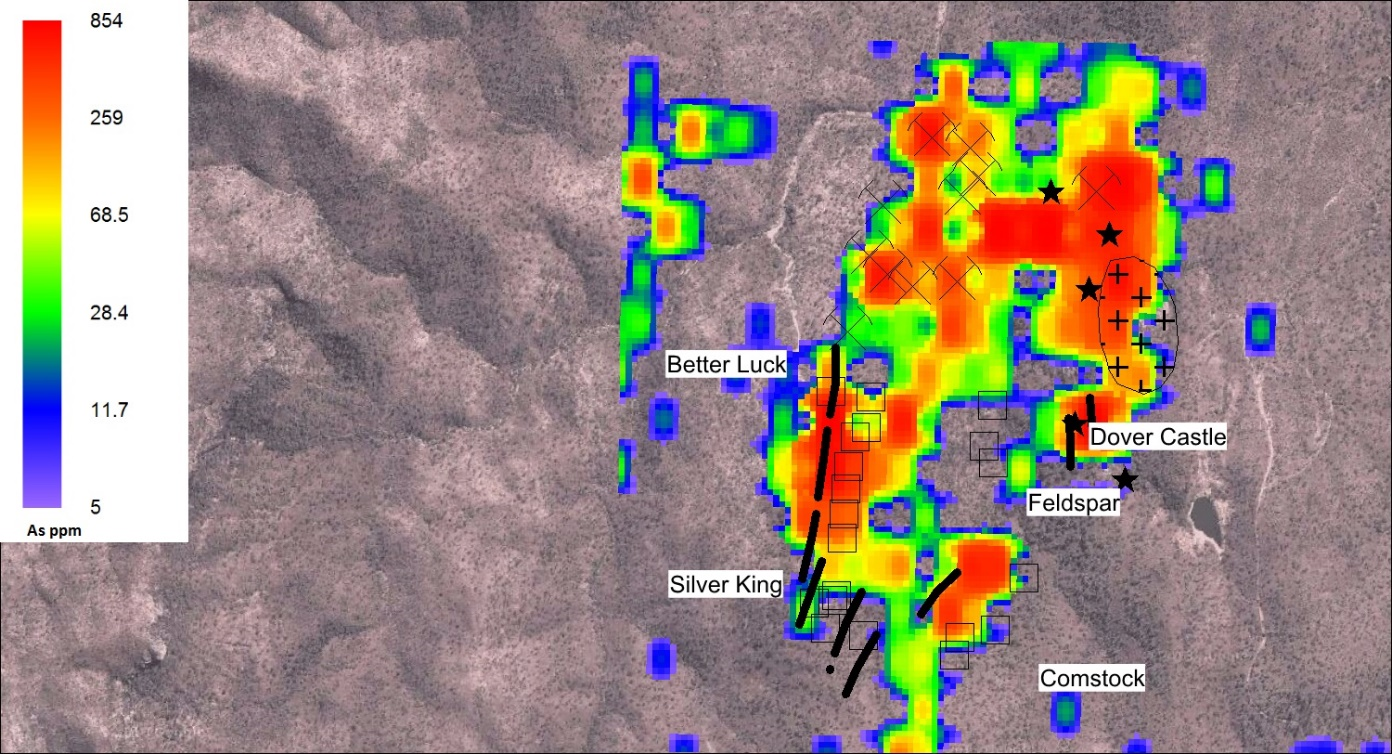 854
259
68.5
28.4
11.7
5
As ppm
Better Luck
Dover Castle
Feldspar
Silver King
Comstock